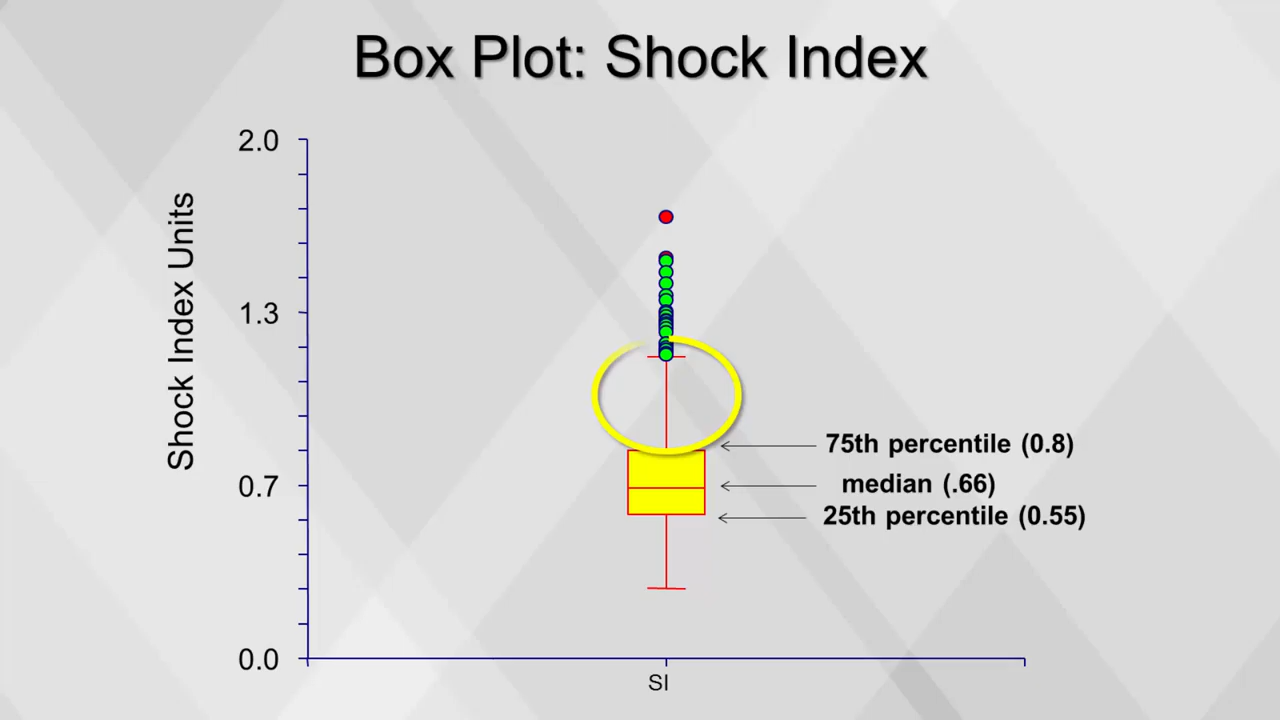 Box Plot: Shock Index
Shock Index Units
2.0
1.3
0.7
0.0
75th percentile (0.8)
median (.66)
25th percentile (0.55)
SI